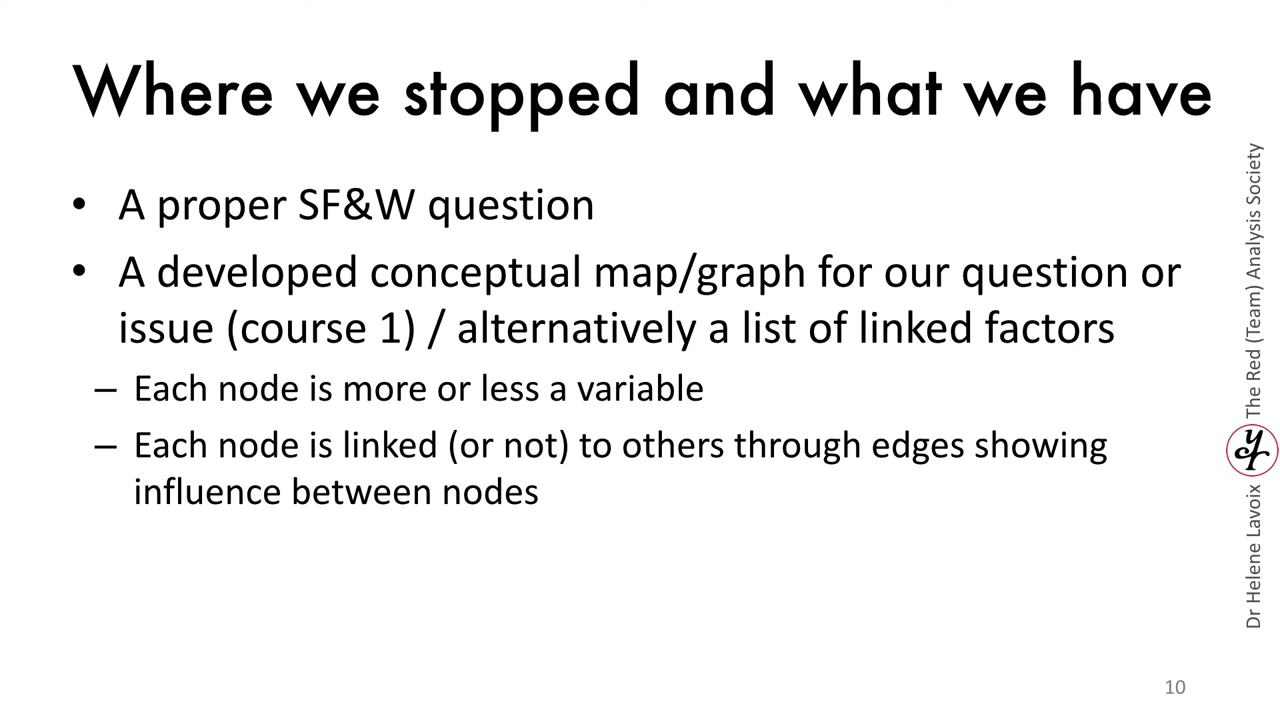 Where we stopped and what we have
• A proper SF&W question
• A developed conceptual map/graph for our question or
issue (course 1) / alternatively a list of linked factors
– Each node is more or less a variable
– Each node is linked (or not) to others through edges showing
influence between nodes
Dr Helene Lavoix
The Red (Team) Analysis Society
10